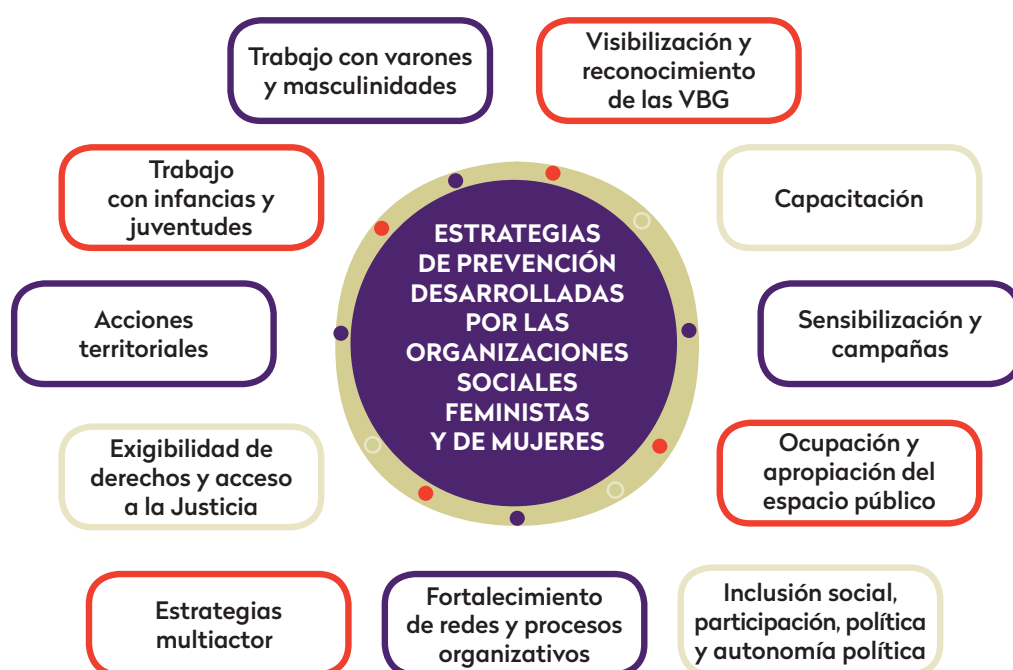 Trabajo con varones
y masculinidades
Visibilización y
reconocimiento
de las VBG
Trabajo
con infancias y
juventudes
Capacitación
ESTRATEGIAS
DE PREVENCIÓN
DESARROLLADAS
POR LAS
ORGANIZACIONES
SOCIALES
FEMINISTAS
Y DE MUJERES
Acciones
territoriales
Sensibilización y
campañas
Exigibilidad de
derechos y acceso
a la Justicia
Ocupación y
apropiación del
espacio público
Estrategias
multiactor
Fortalecimiento
de redes y procesos
organizativos
Inclusión social,
participación, política
y autonomía política